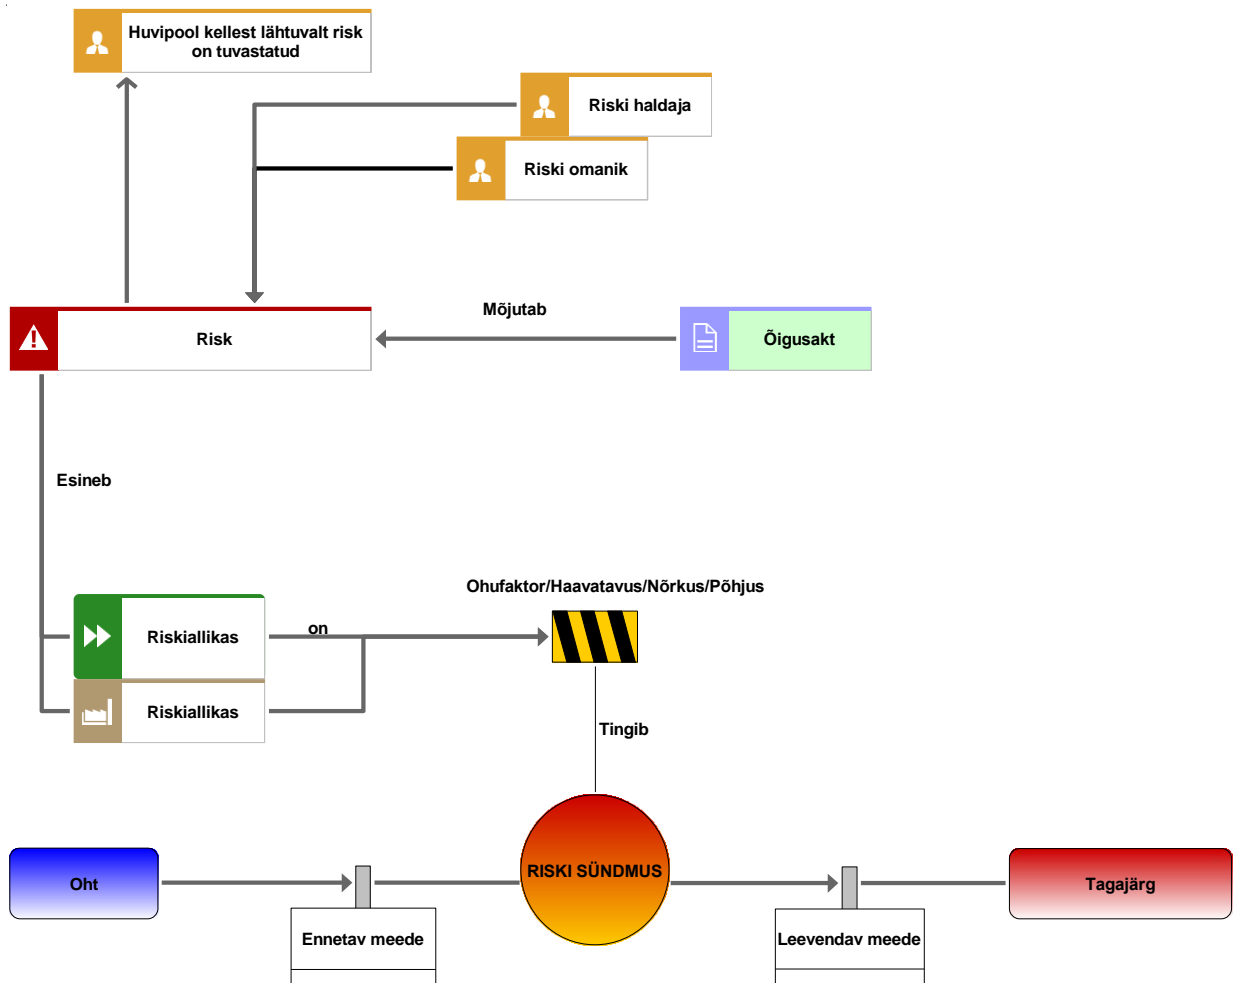 Huvipool kellest lähtuvalt risk
on tuvastatud
Riski haldaja
Riski omanik
Risk
Mõjutab
Õigusakt
Esineb
Ohufaktor/Haavatavus/Nõrkus/Põhjus
Riskiallikas
on
Riskiallikas
Tingib
Oht
RISKI SÜNDMUS
Tagajärg
Ennetav meede
Leevendav meede